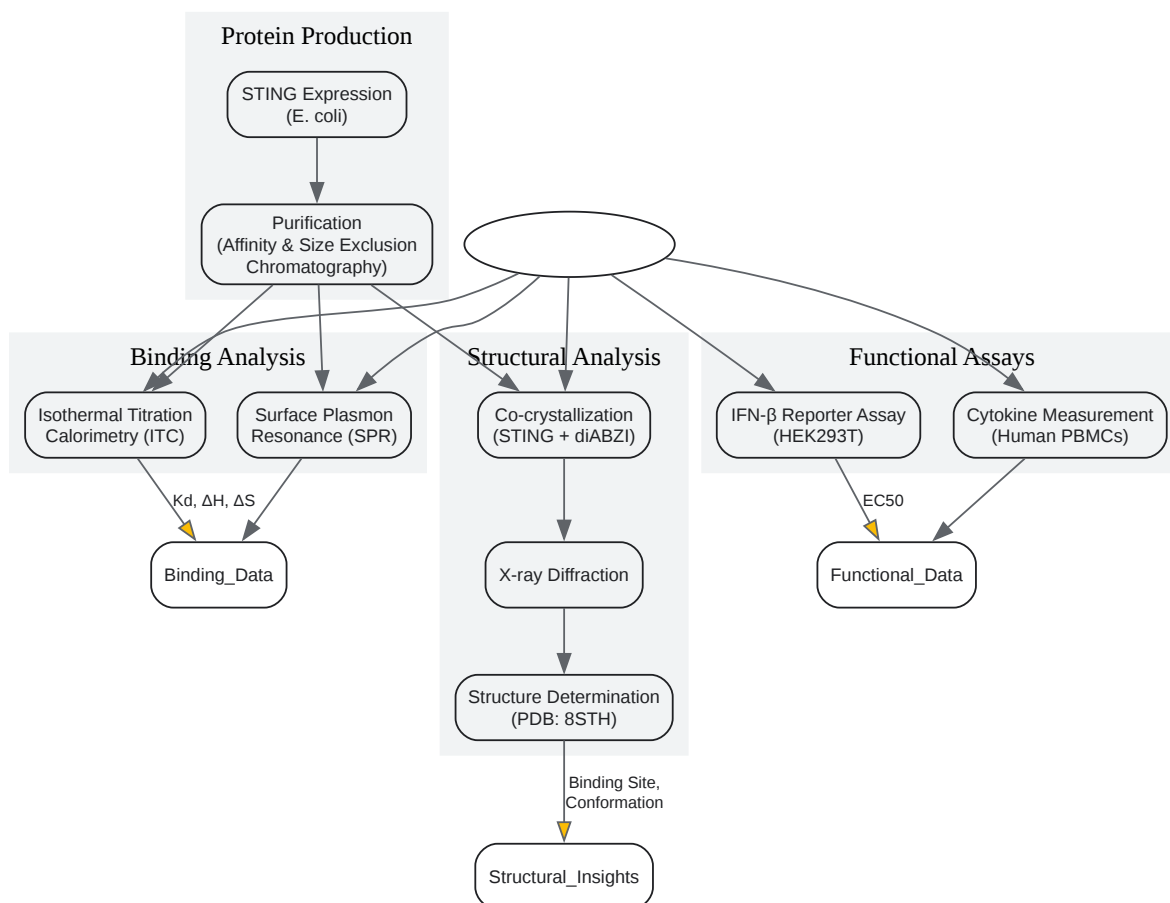 Protein Production
STING Expression
(E. coli)
Purification
(Affinity & Size Exclusion
Chromatography)
Binding Analysis
Structural Analysis
Functional Assays
Isothermal Titration
Calorimetry (ITC)
Surface Plasmon
Resonance (SPR)
Co-crystallization
(STING + diABZI)
IFN-β Reporter Assay
(HEK293T)
Cytokine Measurement
(Human PBMCs)
Kd, ΔH, ΔS
EC50
Binding_Data
X-ray Diffraction
Functional_Data
Structure Determination
(PDB: 8STH)
Binding Site,
Conformation
Structural_Insights